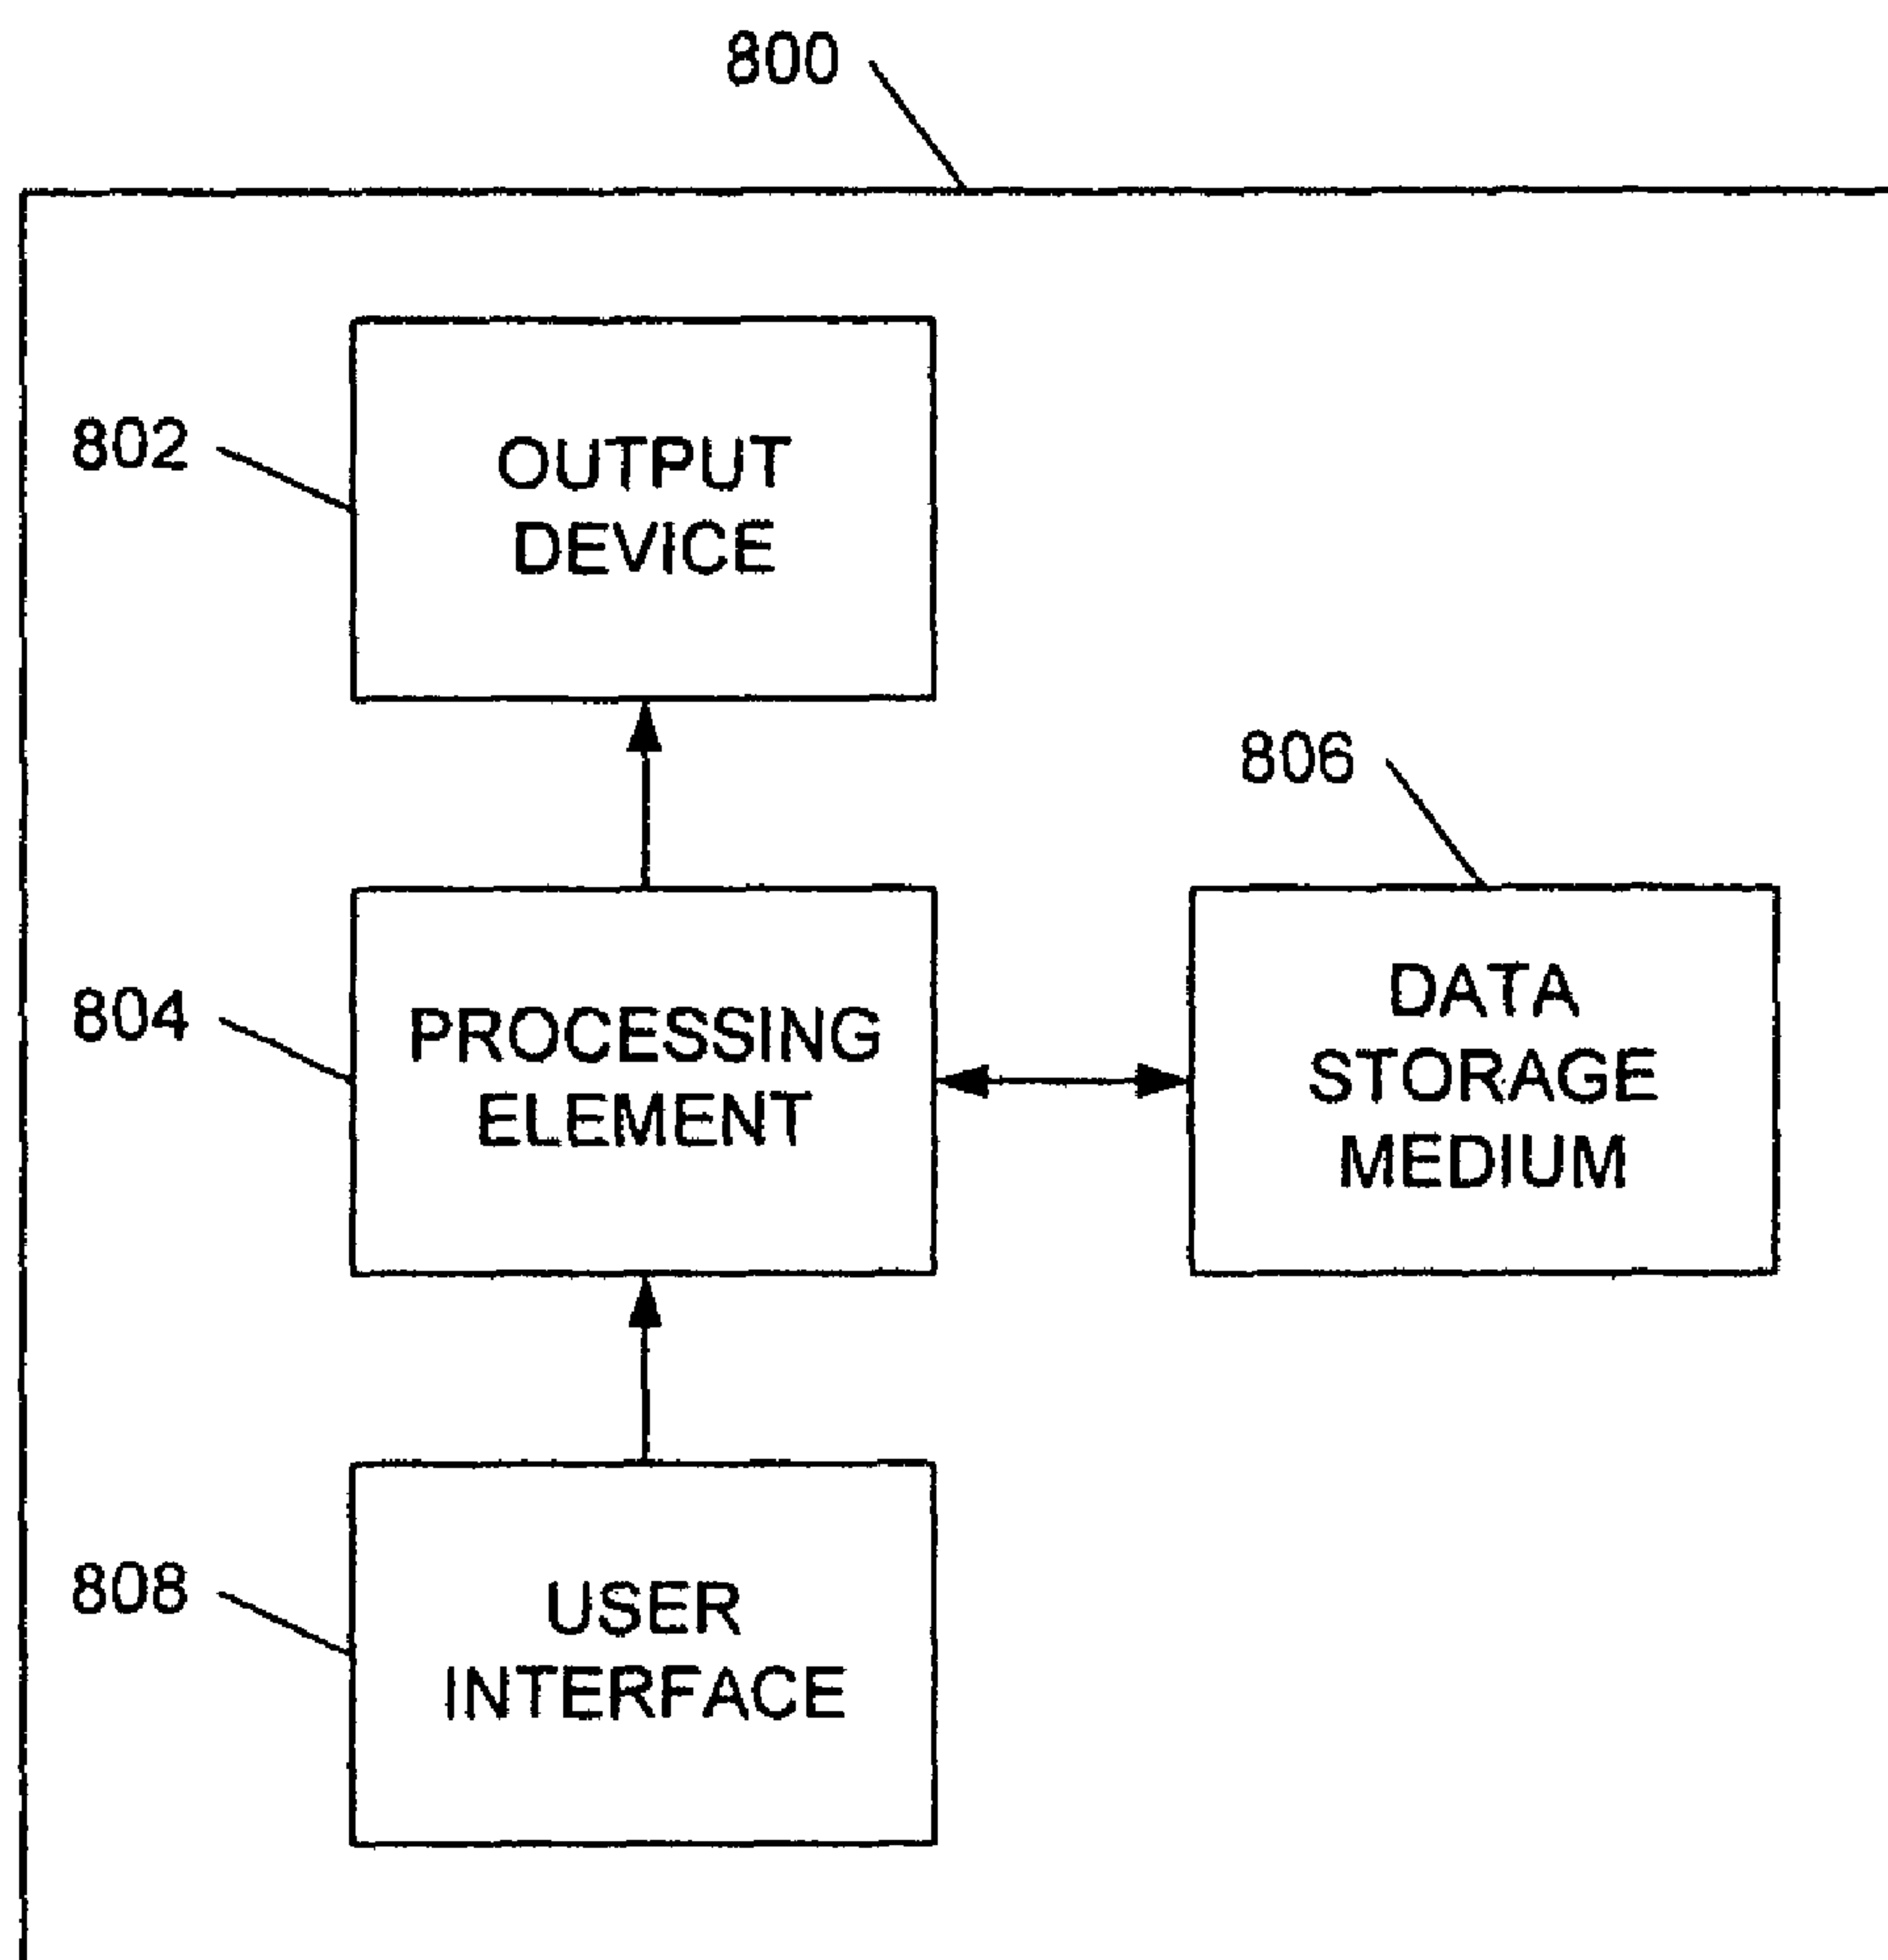 800
802
OUTPUT
DEVICE
806
804
PROCESSING
ELEMENT
DATA
STORAGE
MEDIUM
808
USER
INTERFACE